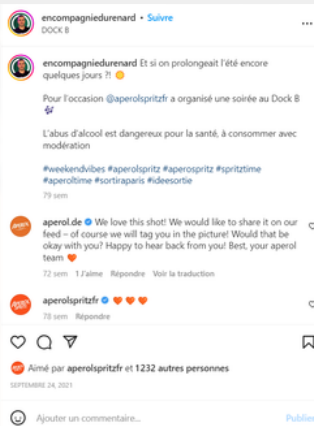 encompagniedurenard • Suivre
DOCK B
encompagniedurenard Et si on prolongeait l'été encore
quelques jours ?! 🌞
Pour l'occasion @aperolspritzfr a organisé une soirée au Dock B
L'abus d'alcool est dangereux pour la santé, à consommer avec
modération
#weekendvibes #aperolspritz #aperospritz #spritztime
#aperoltime #sortiraparis #ideesortie
79 sem
aperol.de We love this shot! We would like to share it on our
feed – of course we will tag you in the picture! Would that be
okay with you? Happy to hear back from you! Best, your aperol
team 🧡
72 sem 1 J'aime Répondre Voir la traduction
aperolspritzfr 🧡 🧡 🧡
78 sem Répondre
Aimé par aperolspritzfr et 1232 autres personnes
SEPTEMBRE 24, 2021
Ajouter un commentaire... Publier